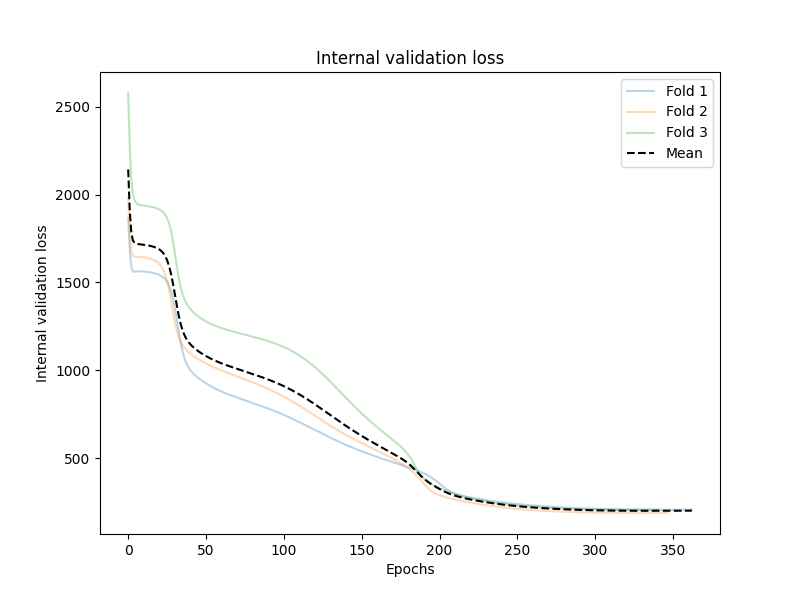 Internal validation loss
Fold 1
Fold 2
Fold 3
Mean
Internal validation loss
2500
2000
1500
1000
500
0
50
100
150
200
250
300
350
Epochs